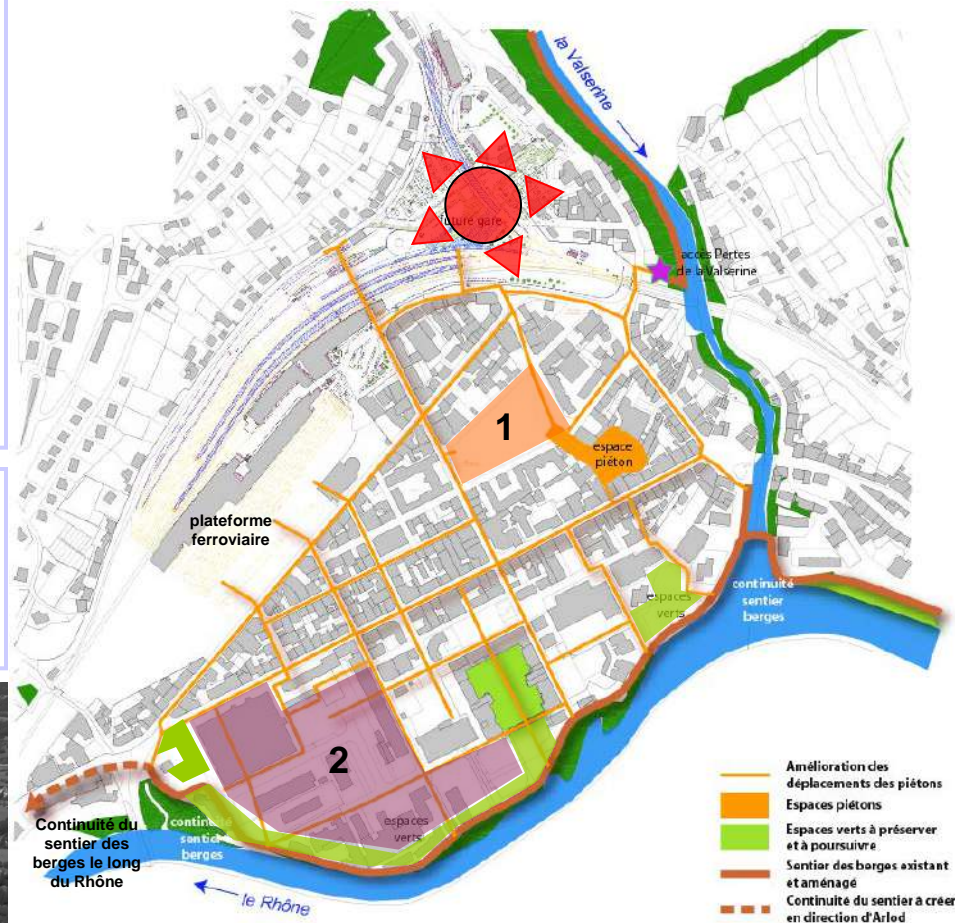 la Valserine
future gare
accès Pertes
de la Valserine
1
espace
piéton
plateforme
ferroviaire
continuité
sentier
berges
espaces
verts
2
espaces
verts
Continuité du
sentier des
berges le long
du Rhône
continuité
sentier
berges
le Rhône
Amélioration des
déplacements des piétons
Espaces piétons
Espaces verts à préserver
et à poursuivre
Sentier des berges existant
et aménagé
Continuité du sentier à créer
en direction d'Arlod